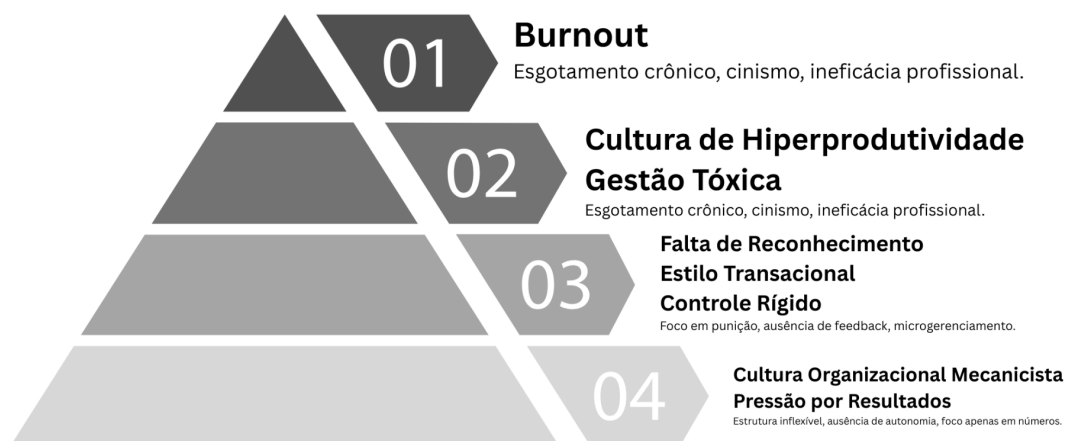 01
Burnout
Esgotamento crônico, cinismo, ineficácia profissional.
02
Cultura de Hiperprodutividade
Gestão Tóxica
Esgotamento crônico, cinismo, ineficácia profissional.
03
Falta de Reconhecimento
Estilo Transacional
Controle Rígido
Foco em punição, ausência de feedback, microgerenciamento.
04
Cultura Organizacional Mecanicista
Pressão por Resultados
Estrutura inflexível, ausência de autonomia, foco apenas em números.